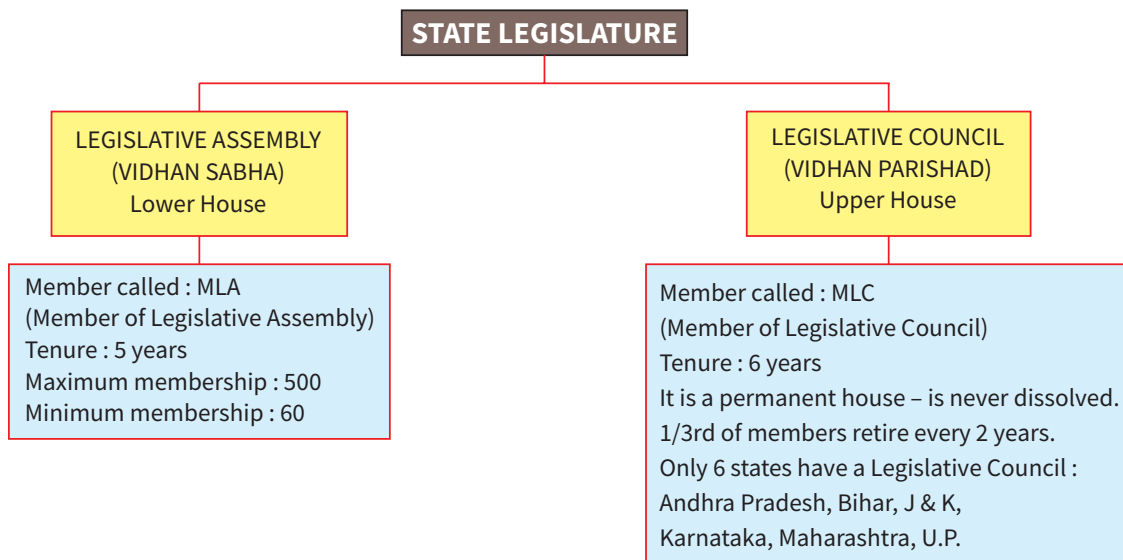 STATE LEGISLATURE
LEGISLATIVE ASSEMBLY
(VIDHAN SABHA)
Lower House
LEGISLATIVE COUNCIL
(VIDHAN PARISHAD)
Upper House
Member called : MLA
(Member of Legislative Assembly)
Tenure : 5 years
Maximum membership : 500
Minimum membership : 60
Member called : MLC
(Member of Legislative Council)
Tenure : 6 years
It is a permanent house – is never dissolved.
1/3rd of members retire every 2 years.
Only 6 states have a Legislative Council :
Andhra Pradesh, Bihar, J & K,
Karnataka, Maharashtra, U.P.